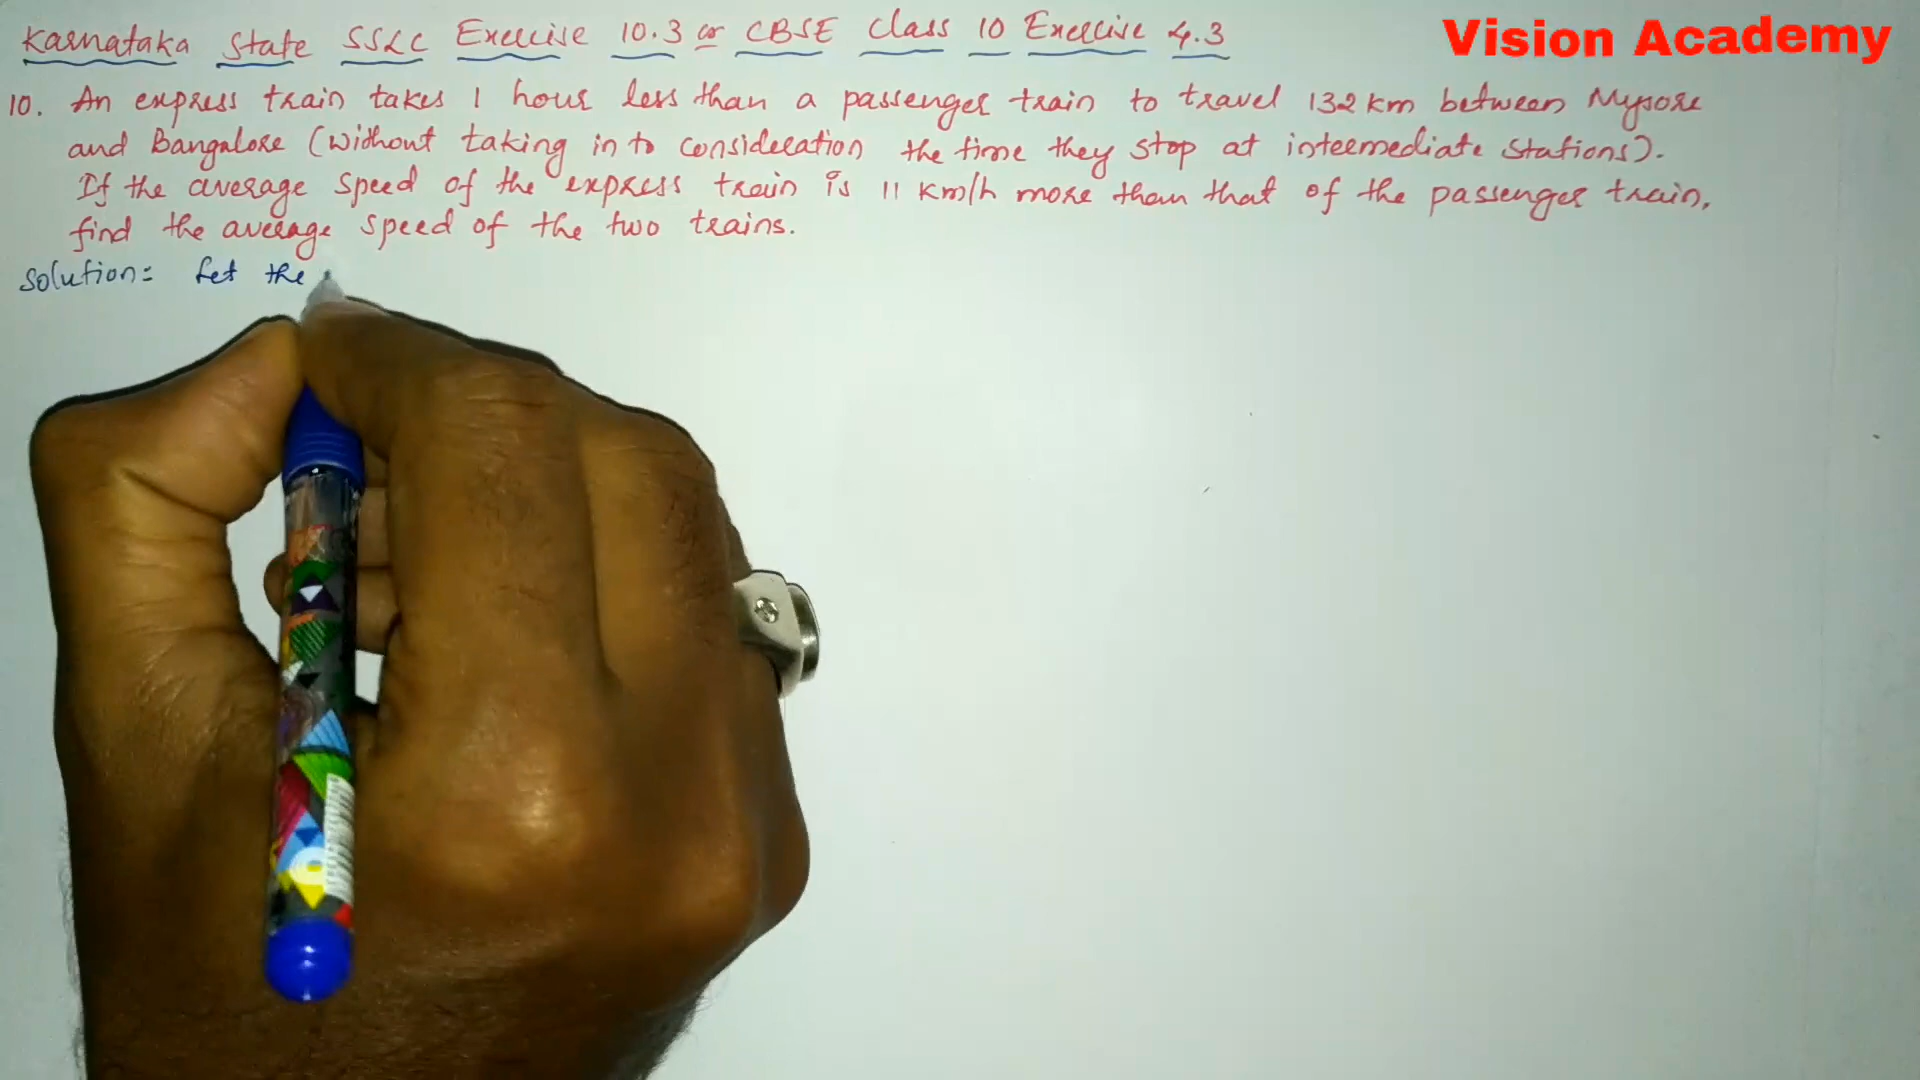 Karnataka State SSLC Exercise 10.3 or CBSE Class 10 Exercise 4.3
Vision Academy
10. An express train takes 1 hour less than a passenger train to travel 132 km between Mysore
and Bangalore (without taking in to consideration the time they stop at intermediate stations).
If the average speed of the express train is 11 km/h more than that of the passenger train,
find the average speed of the two trains.
Solution:- Let the